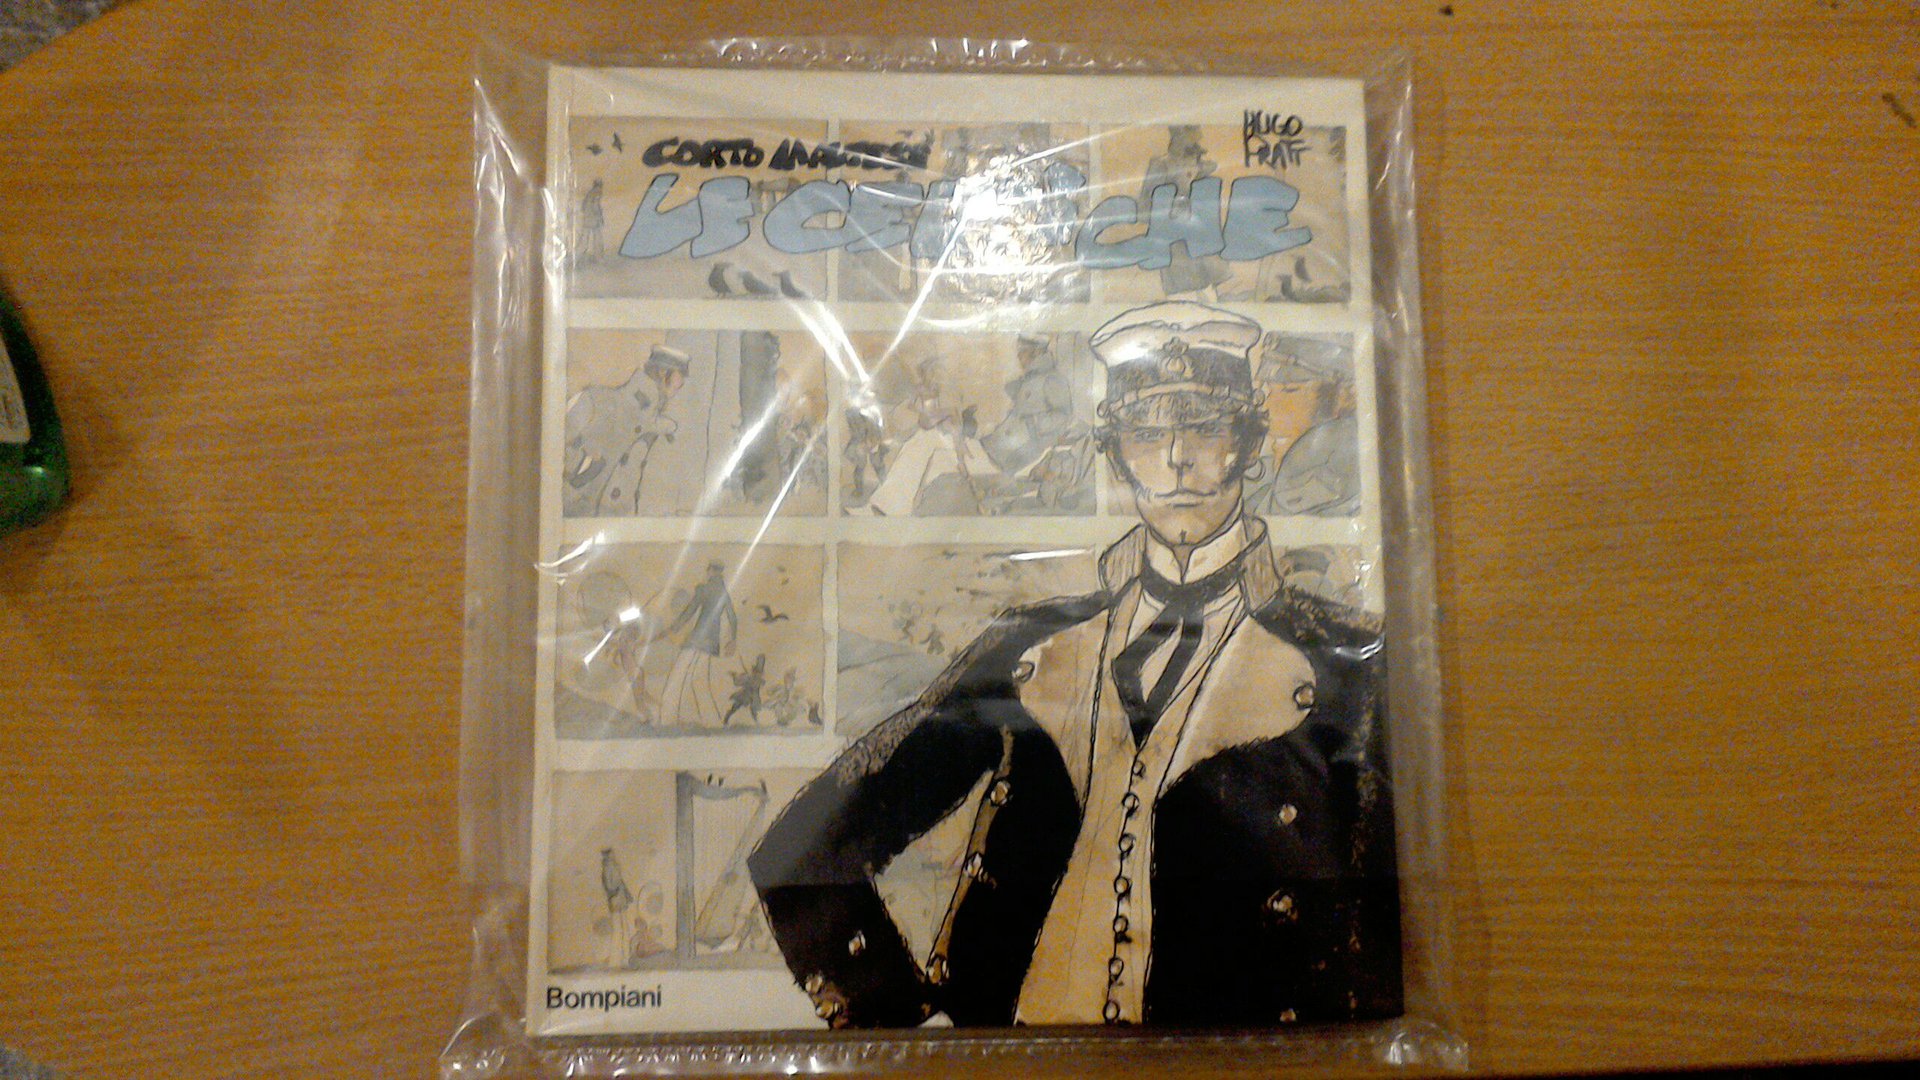 CORTO MALTESE
HUGO
PRATT
LE CELTICHE
Bompiani